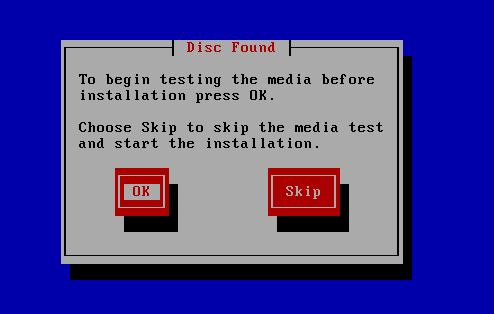 Disc Found
To begin testing the media before
installation press OK.
Choose Skip to skip the media test
and start the installation.
OK
Skip